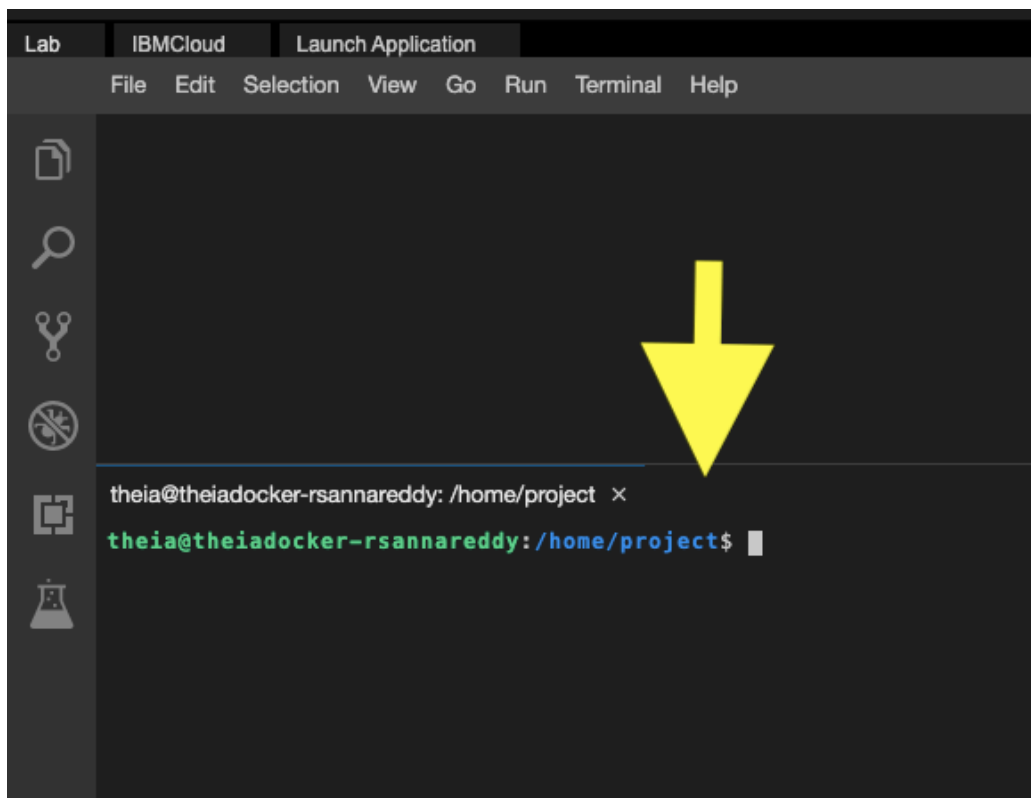 Lab IBMCloud Launch Application
File Edit Selection View Go Run Terminal Help
theia@theiadocker-rsannareddy: /home/project ×
theia@theiadocker-rsannareddy:/home/project$